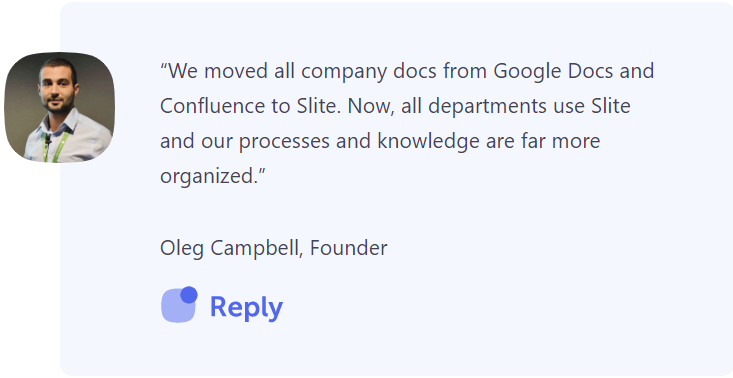 “We moved all company docs from Google Docs and
Confluence to Slite. Now, all departments use Slite
and our processes and knowledge are far more
organized.”
Oleg Campbell, Founder
Reply